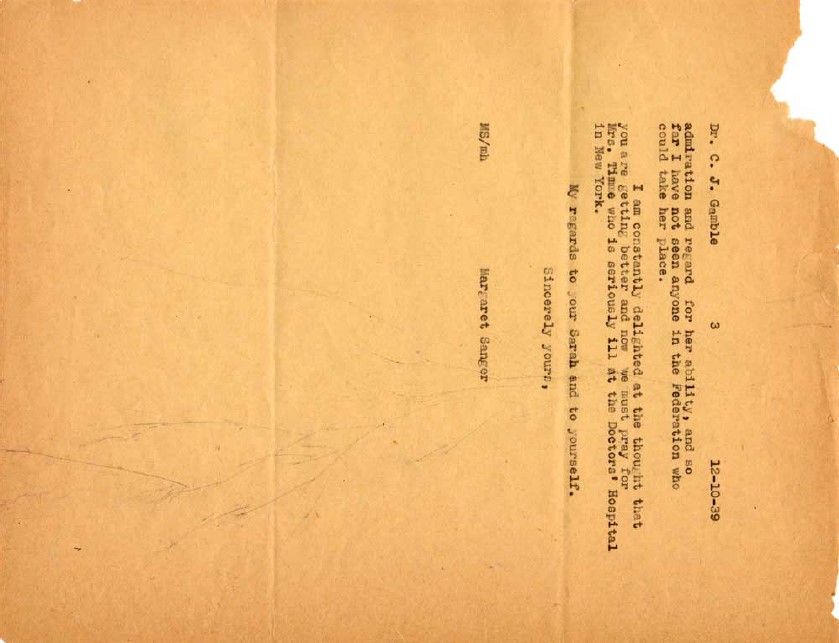 Dr. C. J. Gamble 3 12-10-39
admiration and regard for her ability, and so
far I have not seen anyone in the Federation who
could take her place.
I am constantly delighted at the thought that
you are getting better and now we must pray for
Mrs. Timme who is seriously ill at the Doctors' Hospital
in New York.
My regards to your Sarah and to yourself.
Sincerely yours,
MS/mh Margaret Sanger